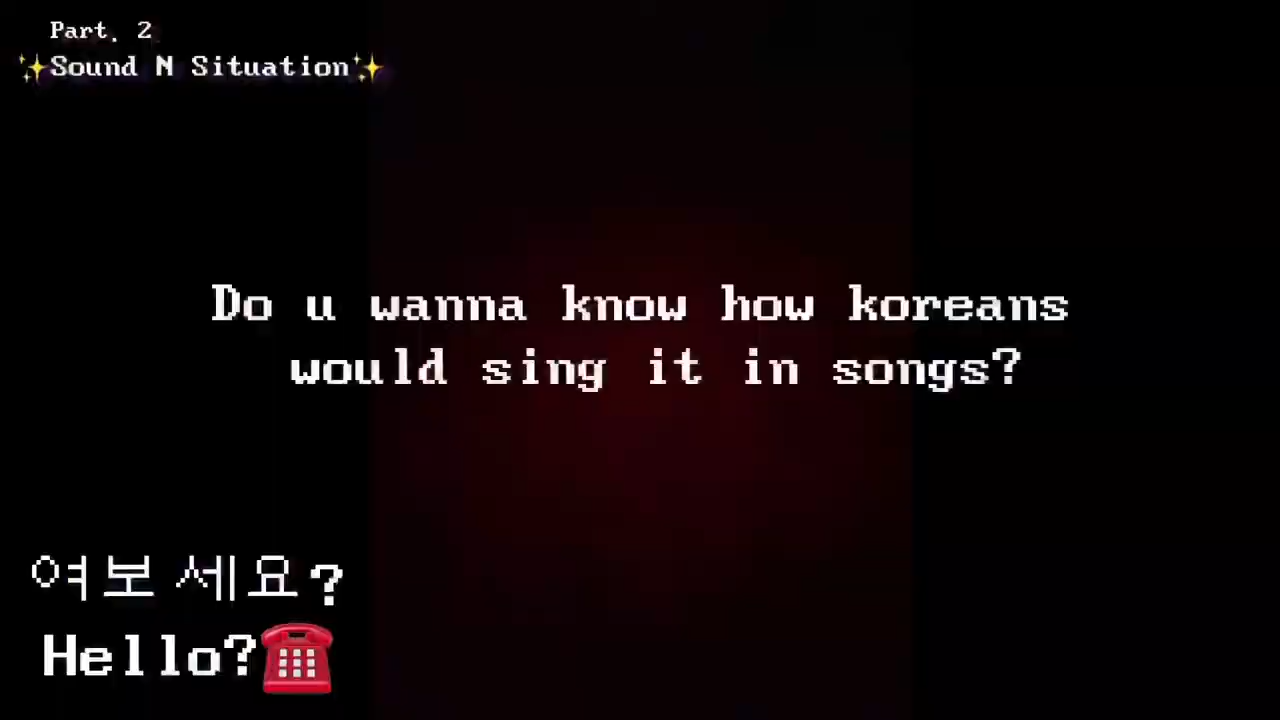 Part. 2
✨Sound N Situation✨
Do u wanna know how koreans
would sing it in songs?
여보세요?
Hello?☎️